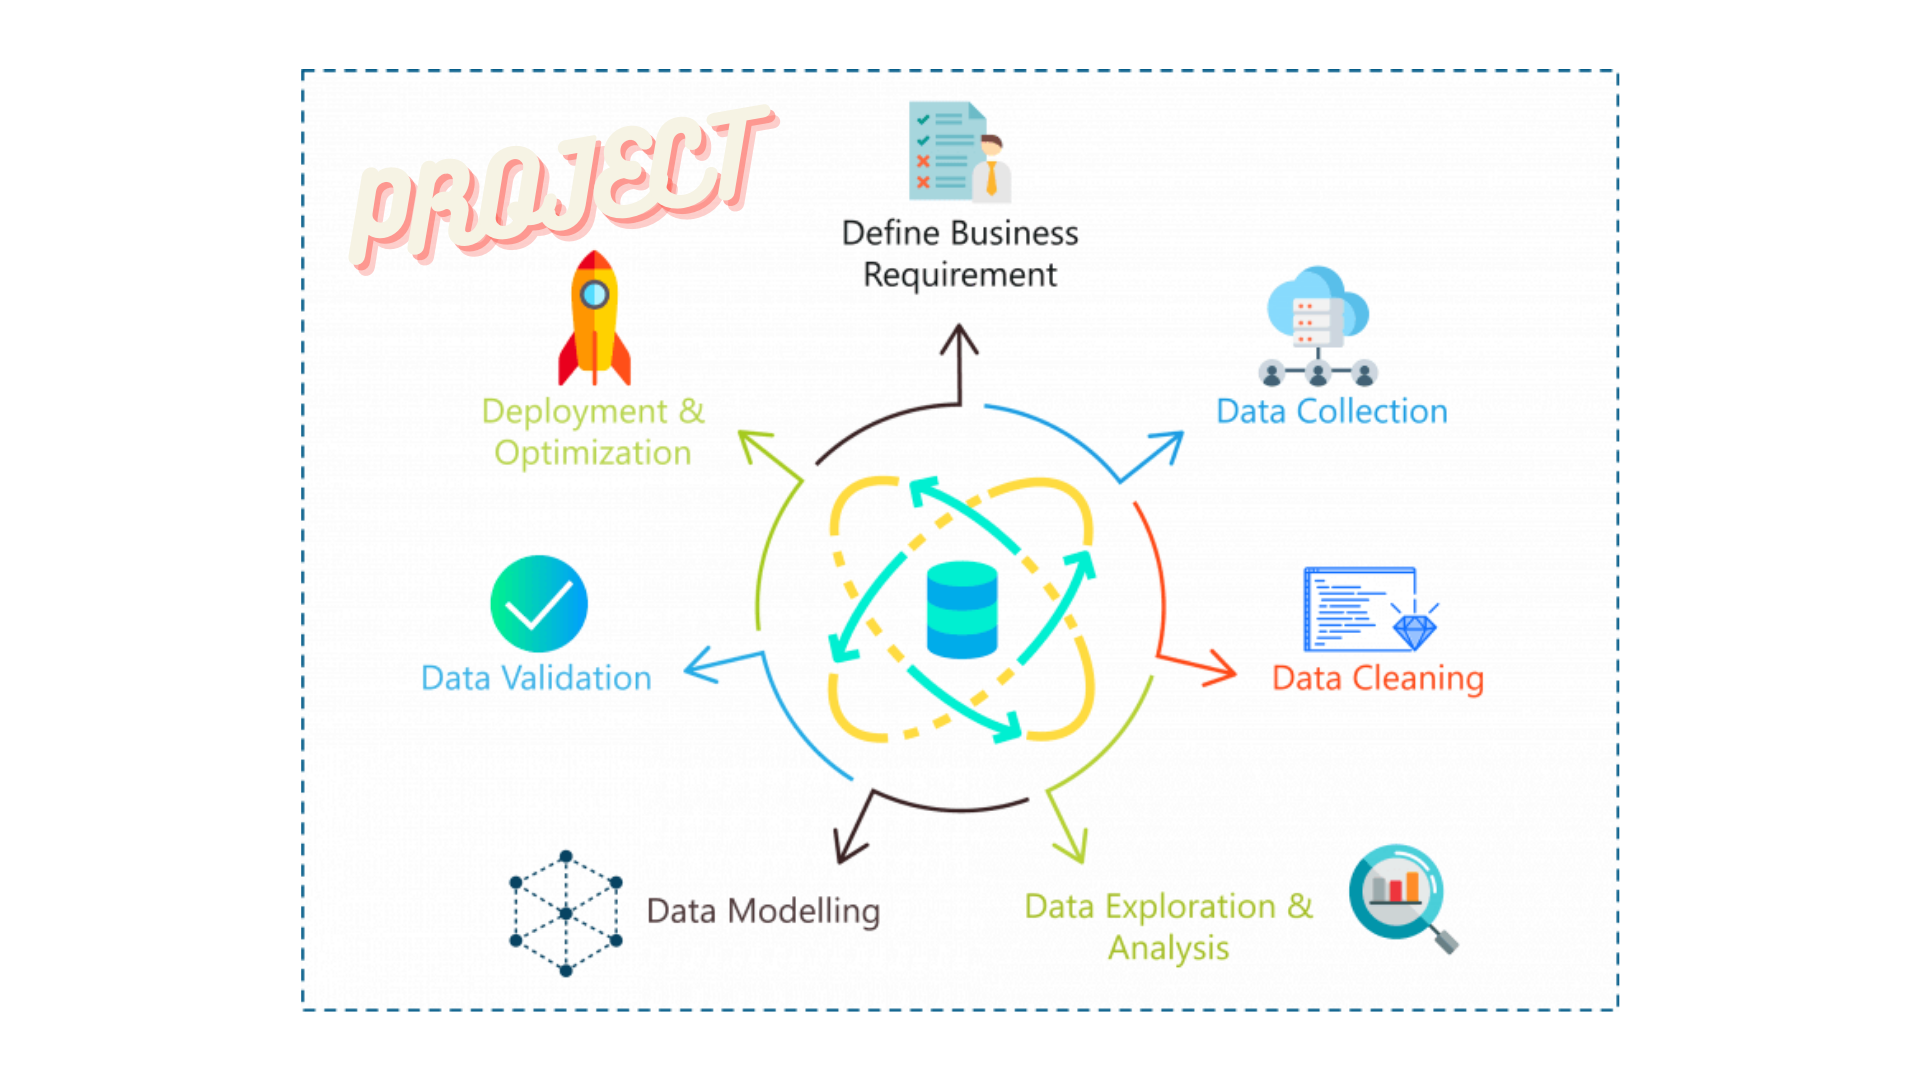 PROJECT
Define Business
Requirement
Data Collection
Data Cleaning
Data Exploration &
Analysis
Data Modelling
Data Validation
Deployment &
Optimization